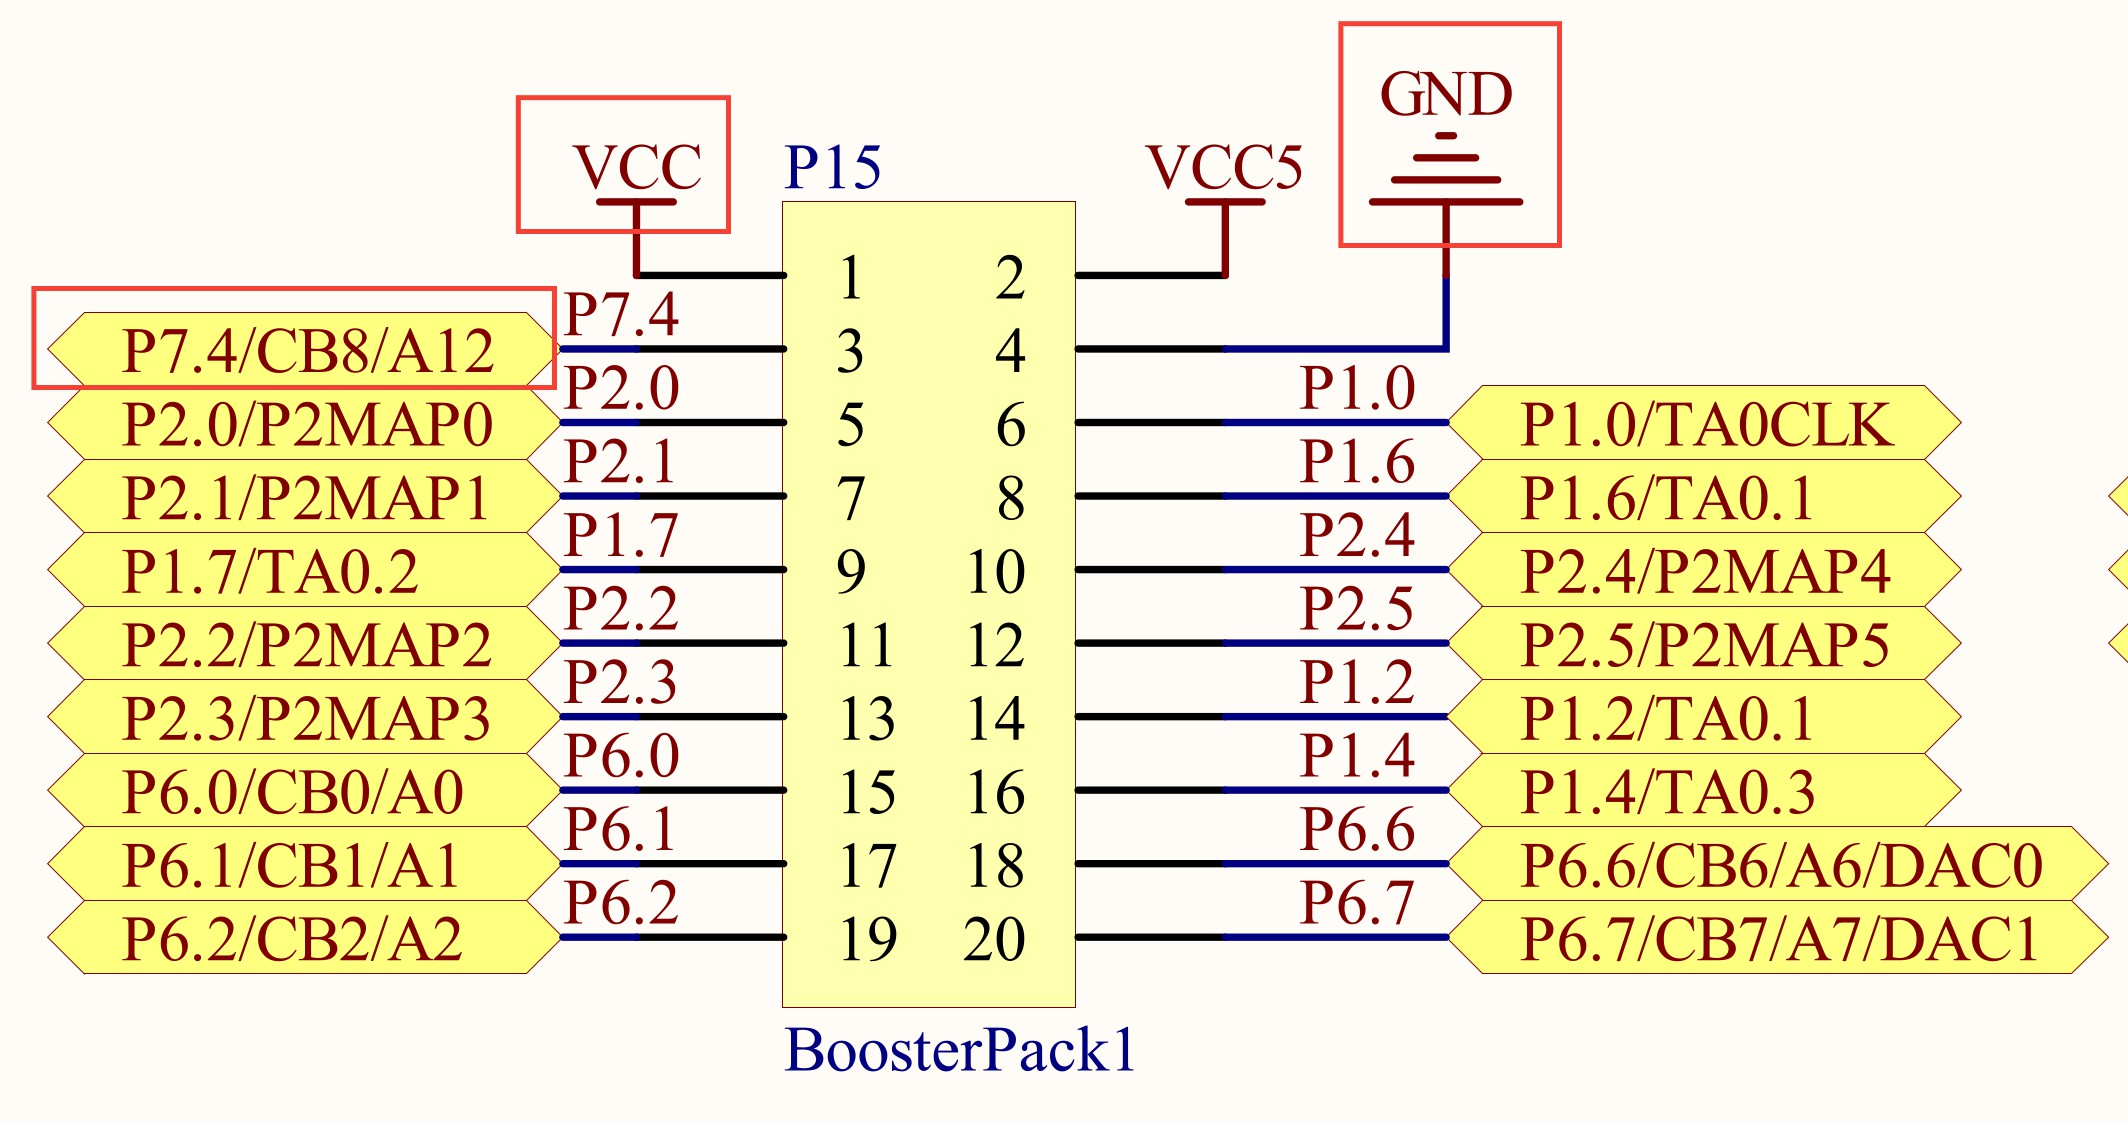 GND
VCC P15 VCC5
1 2
P7.4
P7.4/CB8/A12 3 4
P2.0 P1.0
P2.0/P2MAP0 5 6 P1.0/TA0CLK
P2.1 P1.6
P2.1/P2MAP1 7 8 P1.6/TA0.1
P1.7 P2.4
P1.7/TA0.2 9 10 P2.4/P2MAP4
P2.2 P2.5
P2.2/P2MAP2 11 12 P2.5/P2MAP5
P2.3 P1.2
P2.3/P2MAP3 13 14 P1.2/TA0.1
P6.0 P1.4
P6.0/CB0/A0 15 16 P1.4/TA0.3
P6.1 P6.6
P6.1/CB1/A1 17 18 P6.6/CB6/A6/DAC0
P6.2 P6.7
P6.2/CB2/A2 19 20 P6.7/CB7/A7/DAC1
BoosterPack1